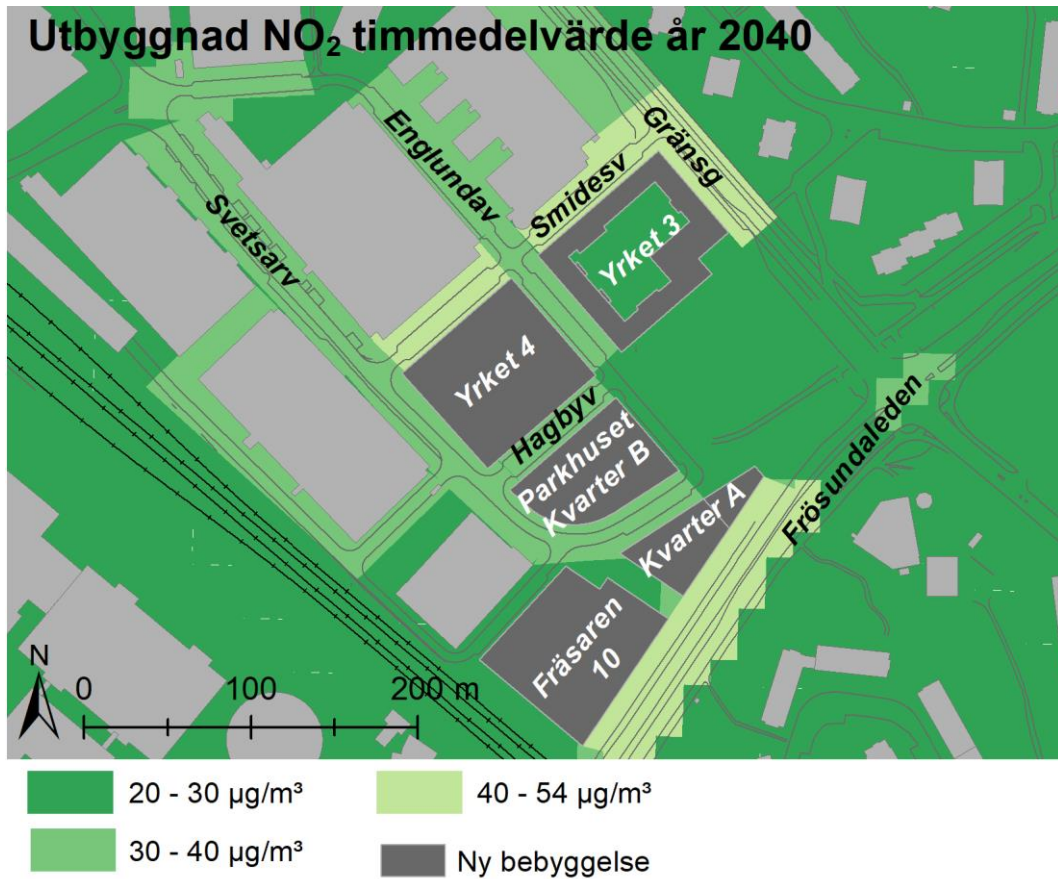 Utbyggnad NO₂ timmedelvärde år 2040
Gränsg
Englundav
Smidesv
Svetsarv
Yrket 3
Yrket 4
Hagbyv
Parkhuset
Kvarter B
Kvarter A
Frösundaleden
Fräsaren
10
N
0 100 200 m
20 - 30 µg/m³
40 - 54 µg/m³
30 - 40 µg/m³
Ny bebyggelse